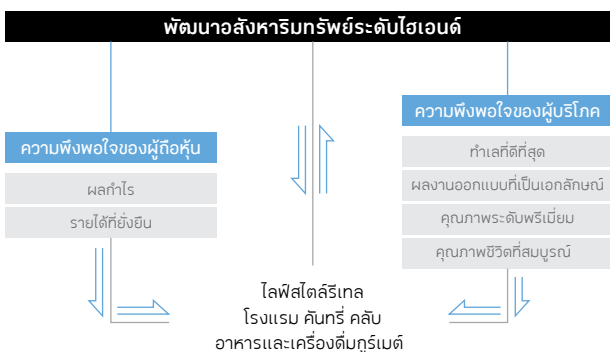 พัฒนาอสังหาริมทรัพย์ระดับไฮเอนด์
ความพึงพอใจของผู้ถือหุ้น
ผลกำไร
รายได้ที่ยั่งยืน
ความพึงพอใจของผู้บริโภค
ทำเลที่ดีที่สุด
ผลงานออกแบบที่เป็นเอกลักษณ์
คุณภาพระดับพรีเมี่ยม
คุณภาพชีวิตที่สมบูรณ์
ไลฟ์สไตล์รีเทล
โรงแรม คันทรี่ คลับ
อาหารและเครื่องดื่มกูร์เมต์